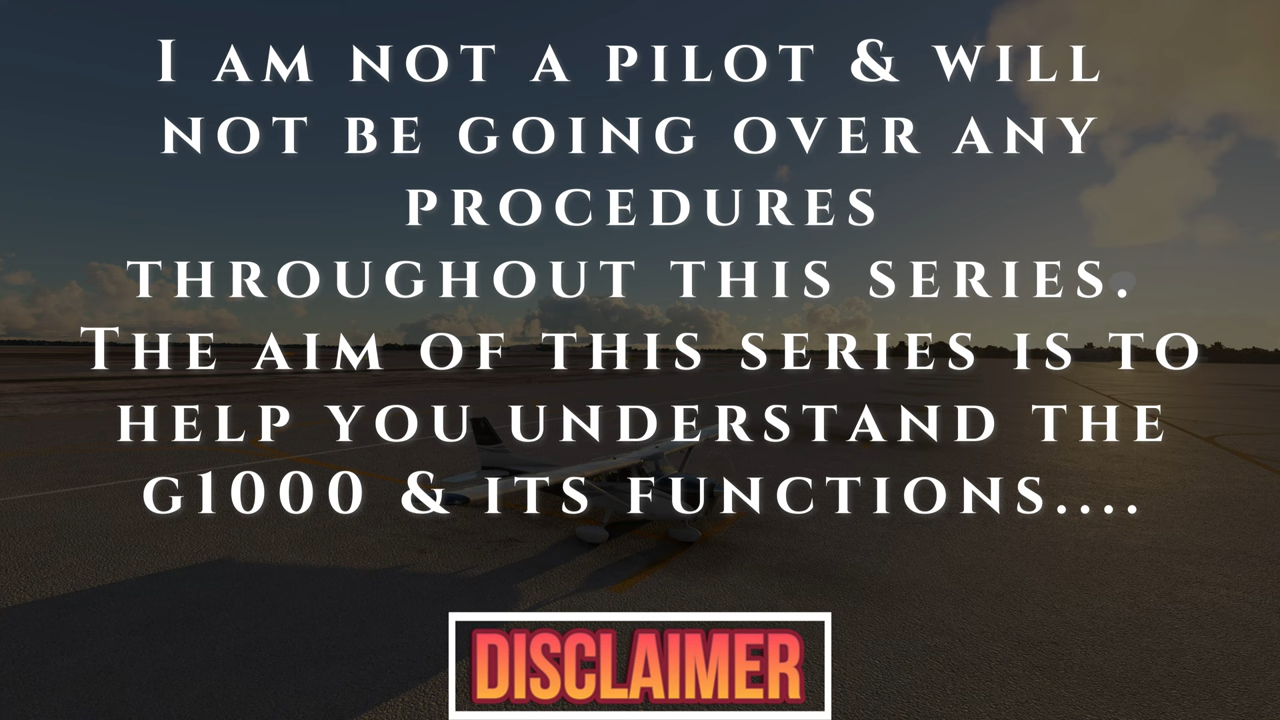 I AM NOT A PILOT & WILL
NOT BE GOING OVER ANY
PROCEDURES
THROUGHOUT THIS SERIES.
THE AIM OF THIS SERIES IS TO
HELP YOU UNDERSTAND THE
G1000 & ITS FUNCTIONS....
DISCLAIMER